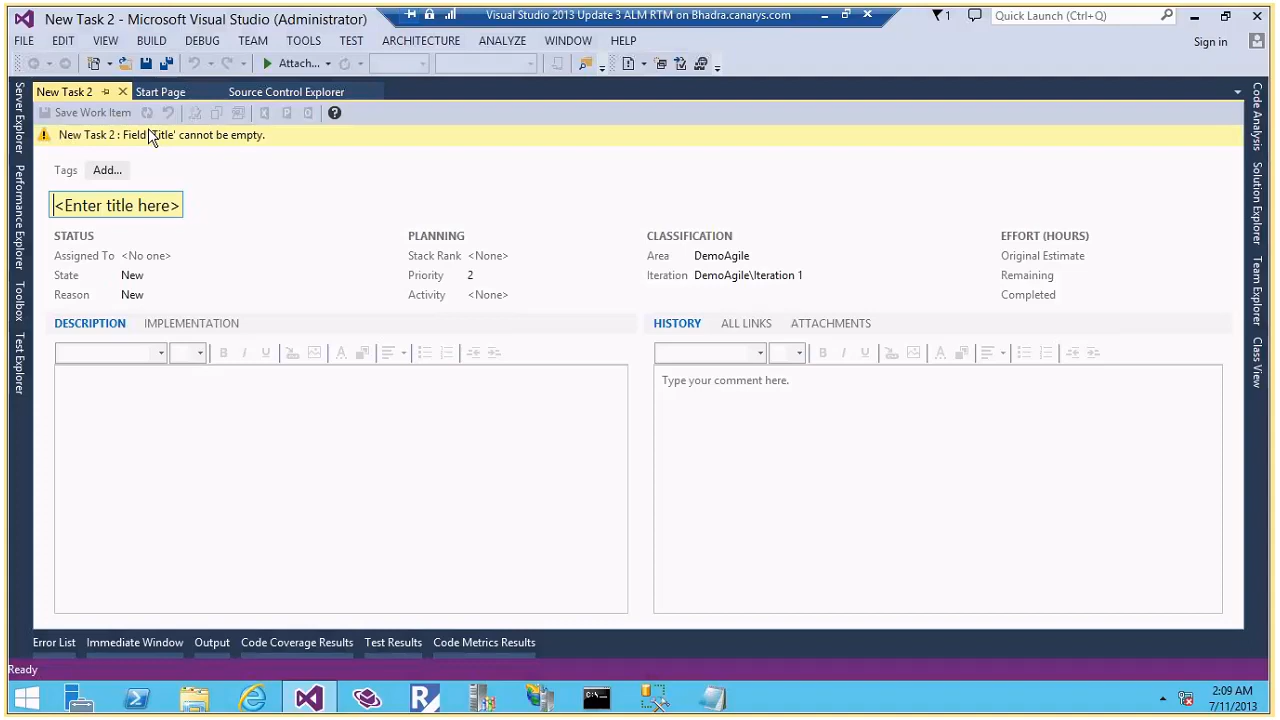 New Task 2 - Microsoft Visual Studio (Administrator)
Visual Studio 2013 Update 3 ALM RTM on Bhadra.canarys.com
1
Quick Launch (Ctrl+Q)
FILE EDIT VIEW BUILD DEBUG TEAM TOOLS TEST ARCHITECTURE ANALYZE WINDOW HELP
Sign in
Attach...
New Task 2 Start Page Source Control Explorer
Save Work Item
New Task 2 : Field 'Title' cannot be empty.
Tags Add...
<Enter title here>
STATUS PLANNING CLASSIFICATION EFFORT (HOURS)
Assigned To <No one> Stack Rank <None> Area DemoAgile Original Estimate
State New Priority 2 Iteration DemoAgile\Iteration 1 Remaining
Reason New Activity <None> Completed
DESCRIPTION IMPLEMENTATION HISTORY ALL LINKS ATTACHMENTS
B I U A B I U A
Type your comment here.
Server Explorer
Performance Explorer
Toolbox
Test Explorer
Code Analysis
Solution Explorer
Team Explorer
Class View
Error List Immediate Window Output Code Coverage Results Test Results Code Metrics Results
Ready
2:09 AM
7/11/2013